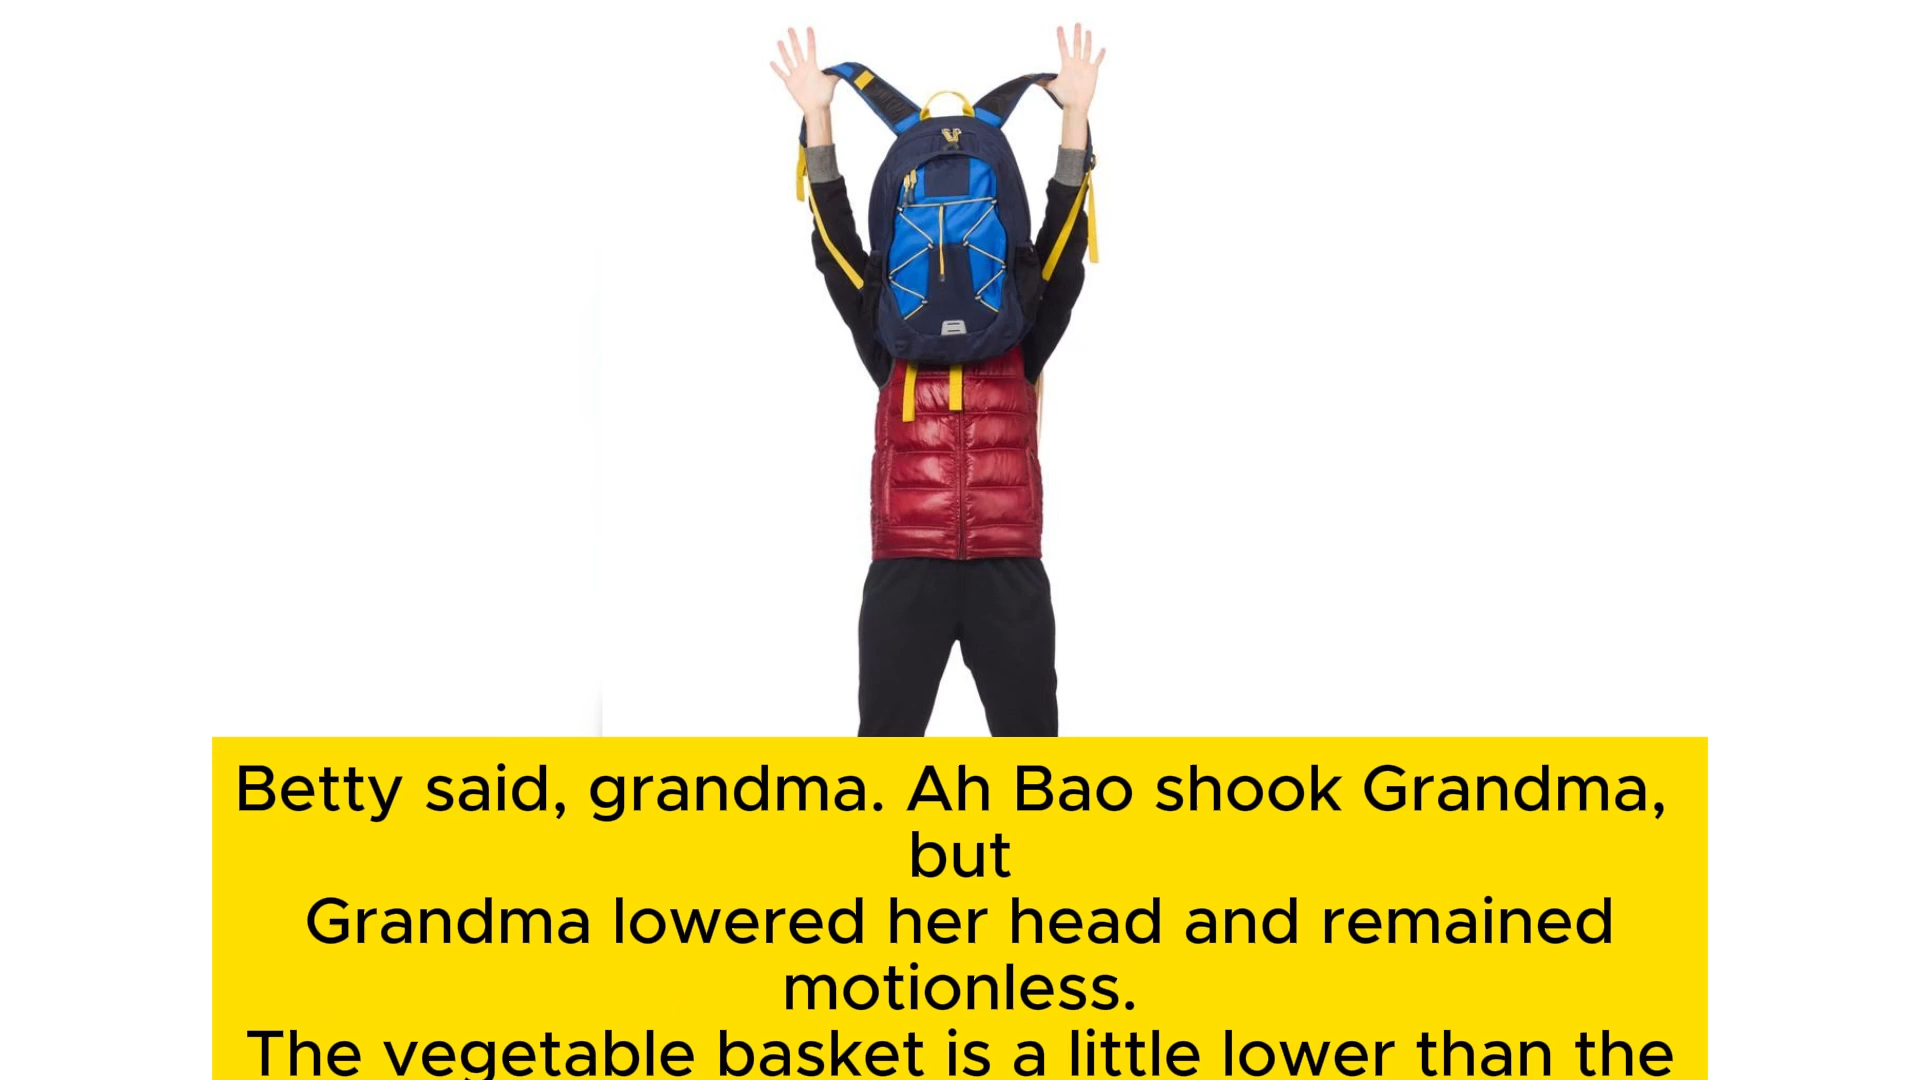 Betty said, grandma. Ah Bao shook Grandma,
but
Grandma lowered her head and remained
motionless.
The vegetable basket is a little lower than the